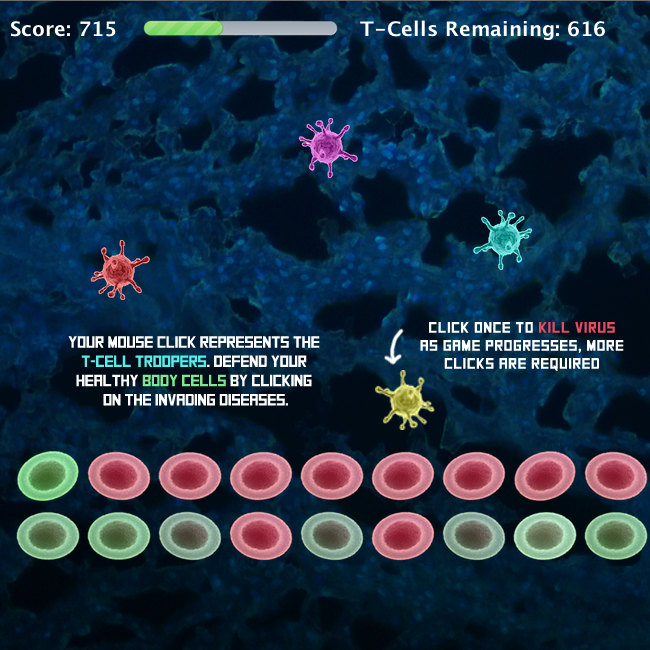 Score: 715
T-Cells Remaining: 616
YOUR MOUSE CLICK REPRESENTS THE
T-CELL TROOPERS. DEFEND YOUR
HEALTHY BODY CELLS BY CLICKING
ON THE INVADING DISEASES.
CLICK ONCE TO KILL VIRUS
AS GAME PROGRESSES, MORE
CLICKS ARE REQUIRED